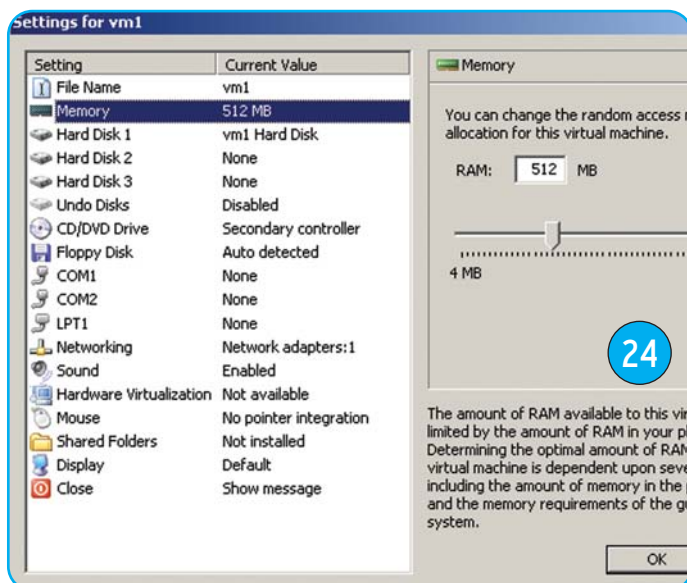 Settings for vm1
Setting Current Value
File Name vm1
Memory 512 MB
Hard Disk 1 vm1 Hard Disk
Hard Disk 2 None
Hard Disk 3 None
Undo Disks Disabled
CD/DVD Drive Secondary controller
Floppy Disk Auto detected
COM1 None
COM2 None
LPT1 None
Networking Network adapters:1
Sound Enabled
Hardware Virtualization Not available
Mouse No pointer integration
Shared Folders Not installed
Display Default
Close Show message
Memory
You can change the random access
allocation for this virtual machine.
RAM: 512 MB
4 MB
24
The amount of RAM available to this
limited by the amount of RAM in your
Determining the optimal amount of RAM
virtual machine is dependent upon
including the amount of memory in the
and the memory requirements of the
system.
OK